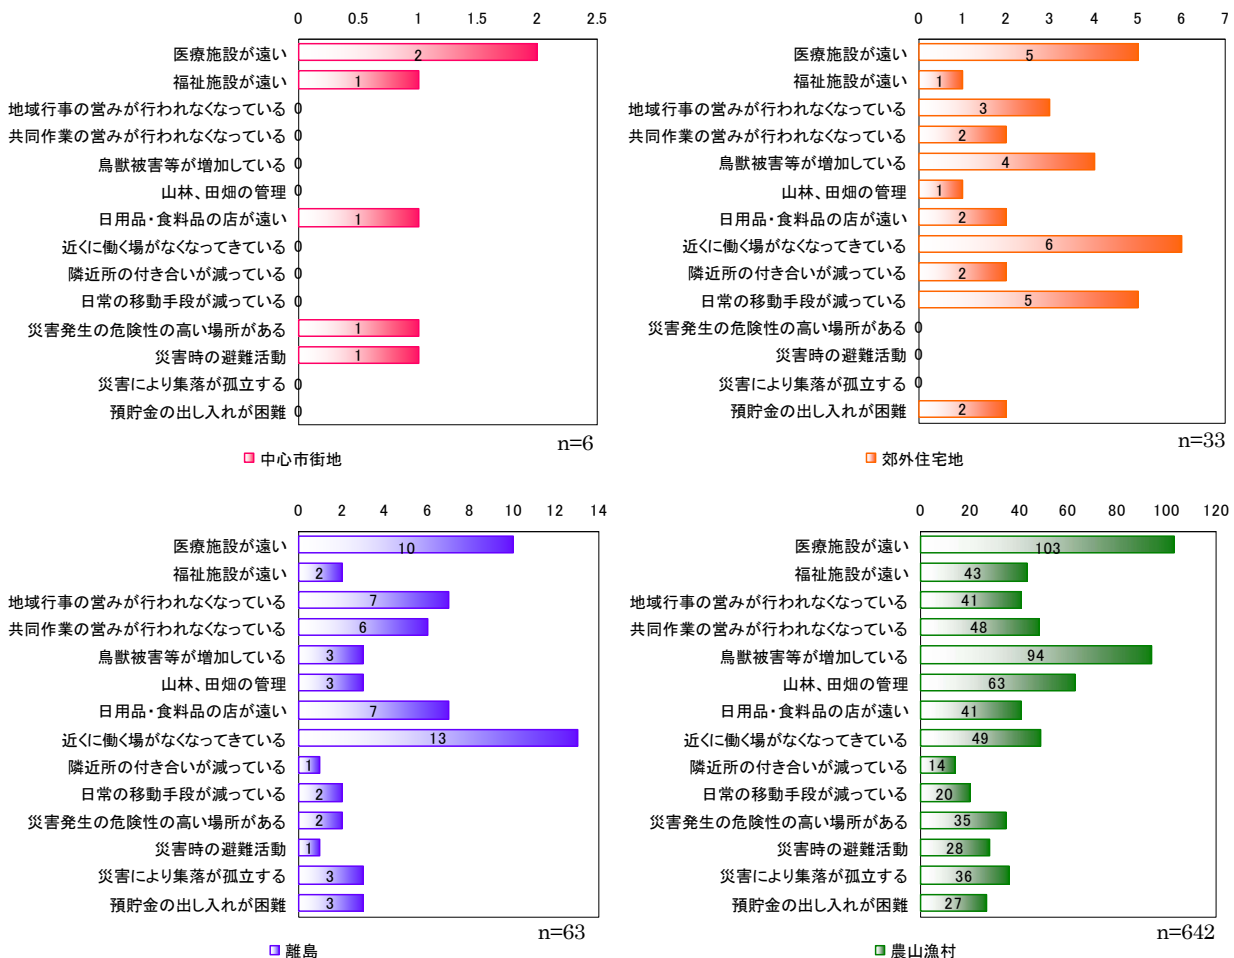 0 0.5 1 1.5 2 2.5
医療施設が遠い 2
福祉施設が遠い 1
地域行事の営みが行われなくなっている 0
共同作業の営みが行われなくなっている 0
鳥獣被害等が増加している 0
山林、田畑の管理 0
日用品・食料品の店が遠い 1
近くに働く場がなくなってきている 0
隣近所の付き合いが減っている 0
日常の移動手段が減っている 0
災害発生の危険性の高い場所がある 1
災害時の避難活動 1
災害により集落が孤立する 0
預貯金の出し入れが困難 0
n=6
中心市街地
0 1 2 3 4 5 6 7
医療施設が遠い 5
福祉施設が遠い 1
地域行事の営みが行われなくなっている 3
共同作業の営みが行われなくなっている 2
鳥獣被害等が増加している 4
山林、田畑の管理 1
日用品・食料品の店が遠い 2
近くに働く場がなくなってきている 6
隣近所の付き合いが減っている 2
日常の移動手段が減っている 5
災害発生の危険性の高い場所がある 0
災害時の避難活動 0
災害により集落が孤立する 0
預貯金の出し入れが困難 2
n=33
郊外住宅地
0 2 4 6 8 10 12 14
医療施設が遠い 10
福祉施設が遠い 2
地域行事の営みが行われなくなっている 7
共同作業の営みが行われなくなっている 6
鳥獣被害等が増加している 3
山林、田畑の管理 3
日用品・食料品の店が遠い 7
近くに働く場がなくなってきている 13
隣近所の付き合いが減っている 1
日常の移動手段が減っている 2
災害発生の危険性の高い場所がある 2
災害時の避難活動 1
災害により集落が孤立する 3
預貯金の出し入れが困難 3
n=63
離島
0 20 40 60 80 100 120
医療施設が遠い 103
福祉施設が遠い 43
地域行事の営みが行われなくなっている 41
共同作業の営みが行われなくなっている 48
鳥獣被害等が増加している 94
山林、田畑の管理 63
日用品・食料品の店が遠い 41
近くに働く場がなくなってきている 49
隣近所の付き合いが減っている 14
日常の移動手段が減っている 20
災害発生の危険性の高い場所がある 35
災害時の避難活動 28
災害により集落が孤立する 36
預貯金の出し入れが困難 27
n=642
農山漁村